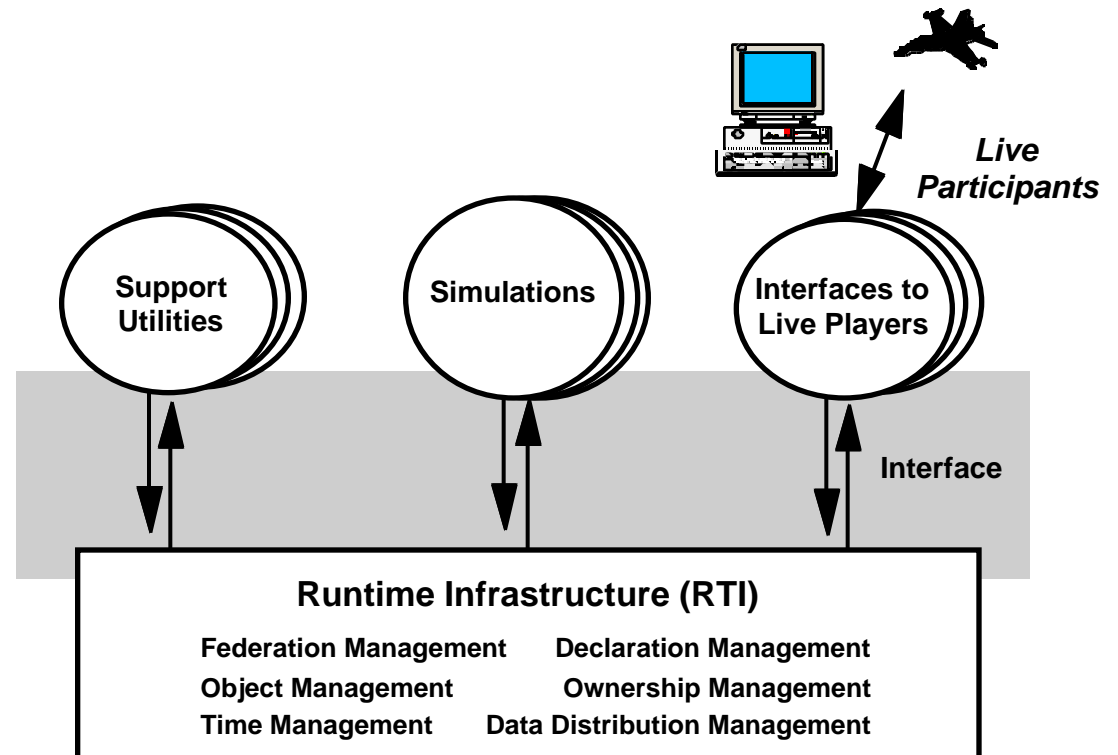 Live
Participants
Support
Utilities
Simulations
Interfaces to
Live Players
Interface
Runtime Infrastructure (RTI)
Federation Management Declaration Management
Object Management Ownership Management
Time Management Data Distribution Management